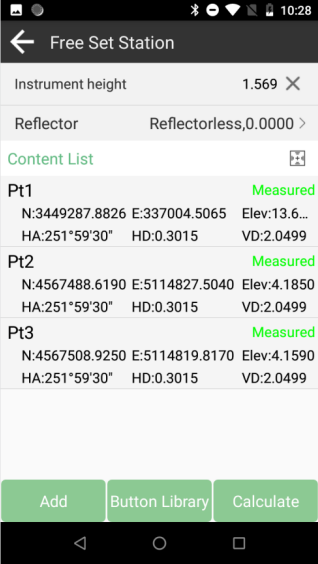 10:28
Free Set Station
Instrument height 1.569
Reflector Reflectorless,0.0000
Content List
Pt1 Measured
N:3449287.8826 E:337004.5065 Elev:13.6...
HA:251°59'30" HD:0.3015 VD:2.0499
Pt2 Measured
N:4567488.6190 E:5114827.5040 Elev:4.1850
HA:251°59'30" HD:0.3015 VD:2.0499
Pt3 Measured
N:4567508.9250 E:5114819.8170 Elev:4.1590
HA:251°59'30" HD:0.3015 VD:2.0499
Add Button Library Calculate